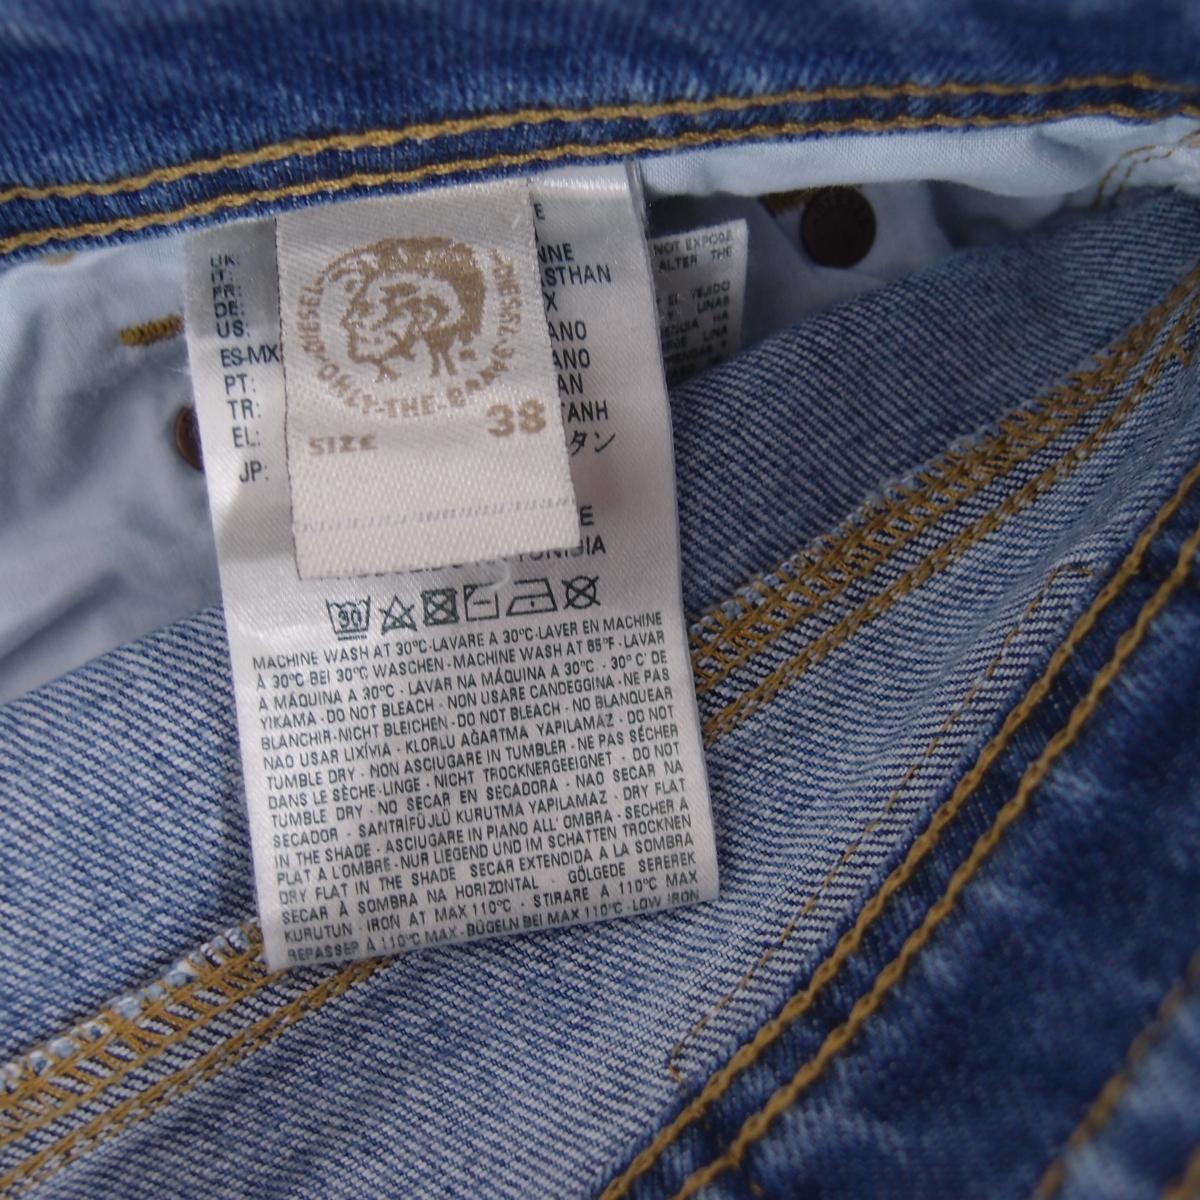 DIESEL
ONLY-THE-BRAVE
SIZE 38
UK:
IT:
FR:
DE:
US:
ES-MX
PT:
TR:
EL:
JP:
E
NNE
STHAN
X
ANO
ANO
AN
TANH
タン
E
TUNISIA
NOT EXPOSE
ALTER THE
EL TEJIDO
UNAS
UNA
30
MACHINE WASH AT 30°C·LAVARE A 30°C·LAVER EN MACHINE
À 30°C·BEI 30°C WASCHEN·MACHINE WASH AT 85°F·LAVAR
A MÁQUINA A 30°C · LAVAR NA MÁQUINA A 30°C · 30° C' DE
YIKAMA·DO NOT BLEACH · NON USARE CANDEGGINA·NE PAS
BLANCHIR·NICHT BLEICHEN·DO NOT BLEACH · NO BLANQUEAR
NAO USAR LIXÍVIA · KLORLU AĞARTMA YAPILAMAZ · DO NOT
TUMBLE DRY · NON ASCIUGARE IN TUMBLER·NE PAS SÉCHER
DANS LE SÈCHE-LINGE · NICHT TROCKNERGEEIGNET · DO NOT
TUMBLE DRY · NO SECAR EN SECADORA · NAO SECAR NA
SECADOR · SANTRİFÜJLÜ KURUTMA YAPILAMAZ · DRY FLAT
IN THE SHADE · ASCIUGARE IN PIANO ALL' OMBRA·SECHER À
PLAT A L'OMBRE·NUR LIEGEND UND IM SCHATTEN TROCKNEN
DRY FLAT IN THE SHADE SECAR EXTENDIDA A LA SOMBRA
SECAR À SOMBRA NA HORIZONTAL GÖLGEDE SEREREK
KURUTUN · IRON AT MAX 110°C · STIRARE A 110°C MAX
REPASSER À 110°C MAX·BÜGELN BEI MAX 110°C·LOW IRON